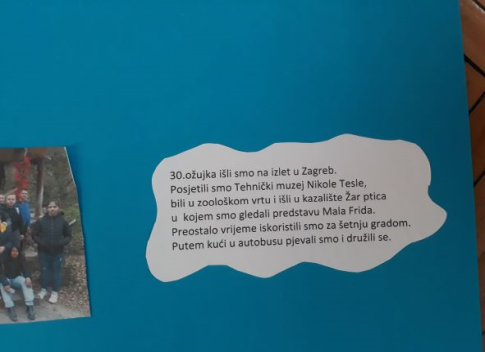 30.ožujka išli smo na izlet u Zagreb.
Posjetili smo Tehnički muzej Nikole Tesle,
bili u zoološkom vrtu i išli u kazalište Žar ptica
u kojem smo gledali predstavu Mala Frida.
Preostalo vrijeme iskoristili smo za šetnju gradom.
Putem kući u autobusu pjevali smo i družili se.